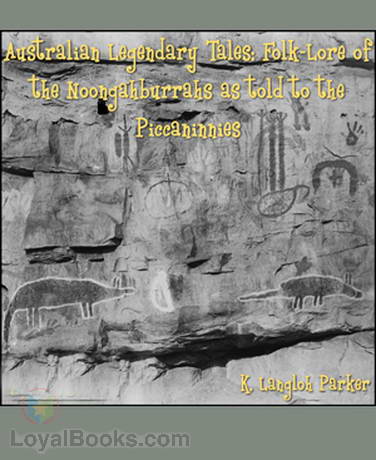 Australian Legendary Tales: Folk-Lore of
the Noongahburrahs as told to the
Piccaninnies
K. Langloh Parker
LoyalBooks.com